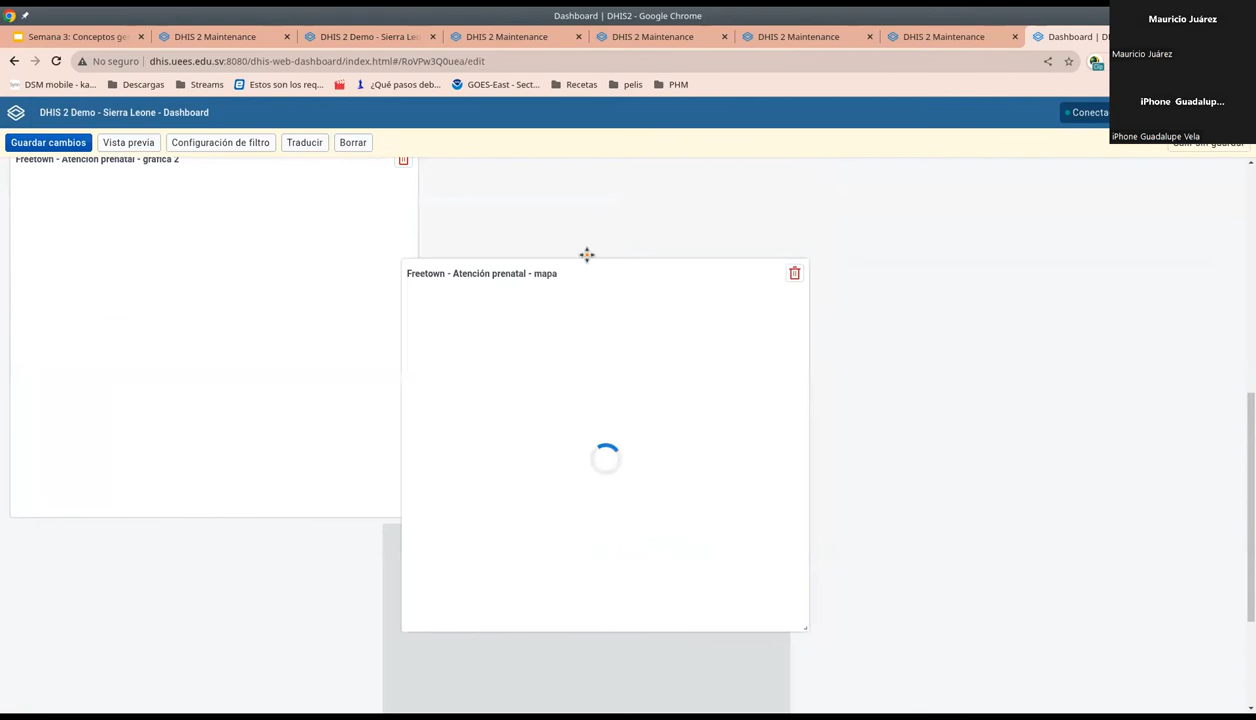 Dashboard | DHIS2 - Google Chrome
Semana 3: Conceptos ge
DHIS 2 Maintenance
DHIS 2 Demo - Sierra Leone
DHIS 2 Maintenance
DHIS 2 Maintenance
DHIS 2 Maintenance
DHIS 2 Maintenance
Dashboard | D
No seguro
dhis.uees.edu.sv:8080/dhis-web-dashboard/index.html#/RoVPw3Q0uea/edit
DSM mobile - ka...
Descargas
Streams
Estos son los req...
¿Qué pasos deb...
GOES-East - Sect...
Recetas
pelis
PHM
Mauricio Juárez
Mauricio Juárez
iPhone Guadalup...
iPhone Guadalupe Vela
DHIS 2 Demo - Sierra Leone - Dashboard
Conecta
Guardar cambios
Vista previa
Configuración de filtro
Traducir
Borrar
Freetown - Atención prenatal - gráfica 2
Freetown - Atención prenatal - mapa